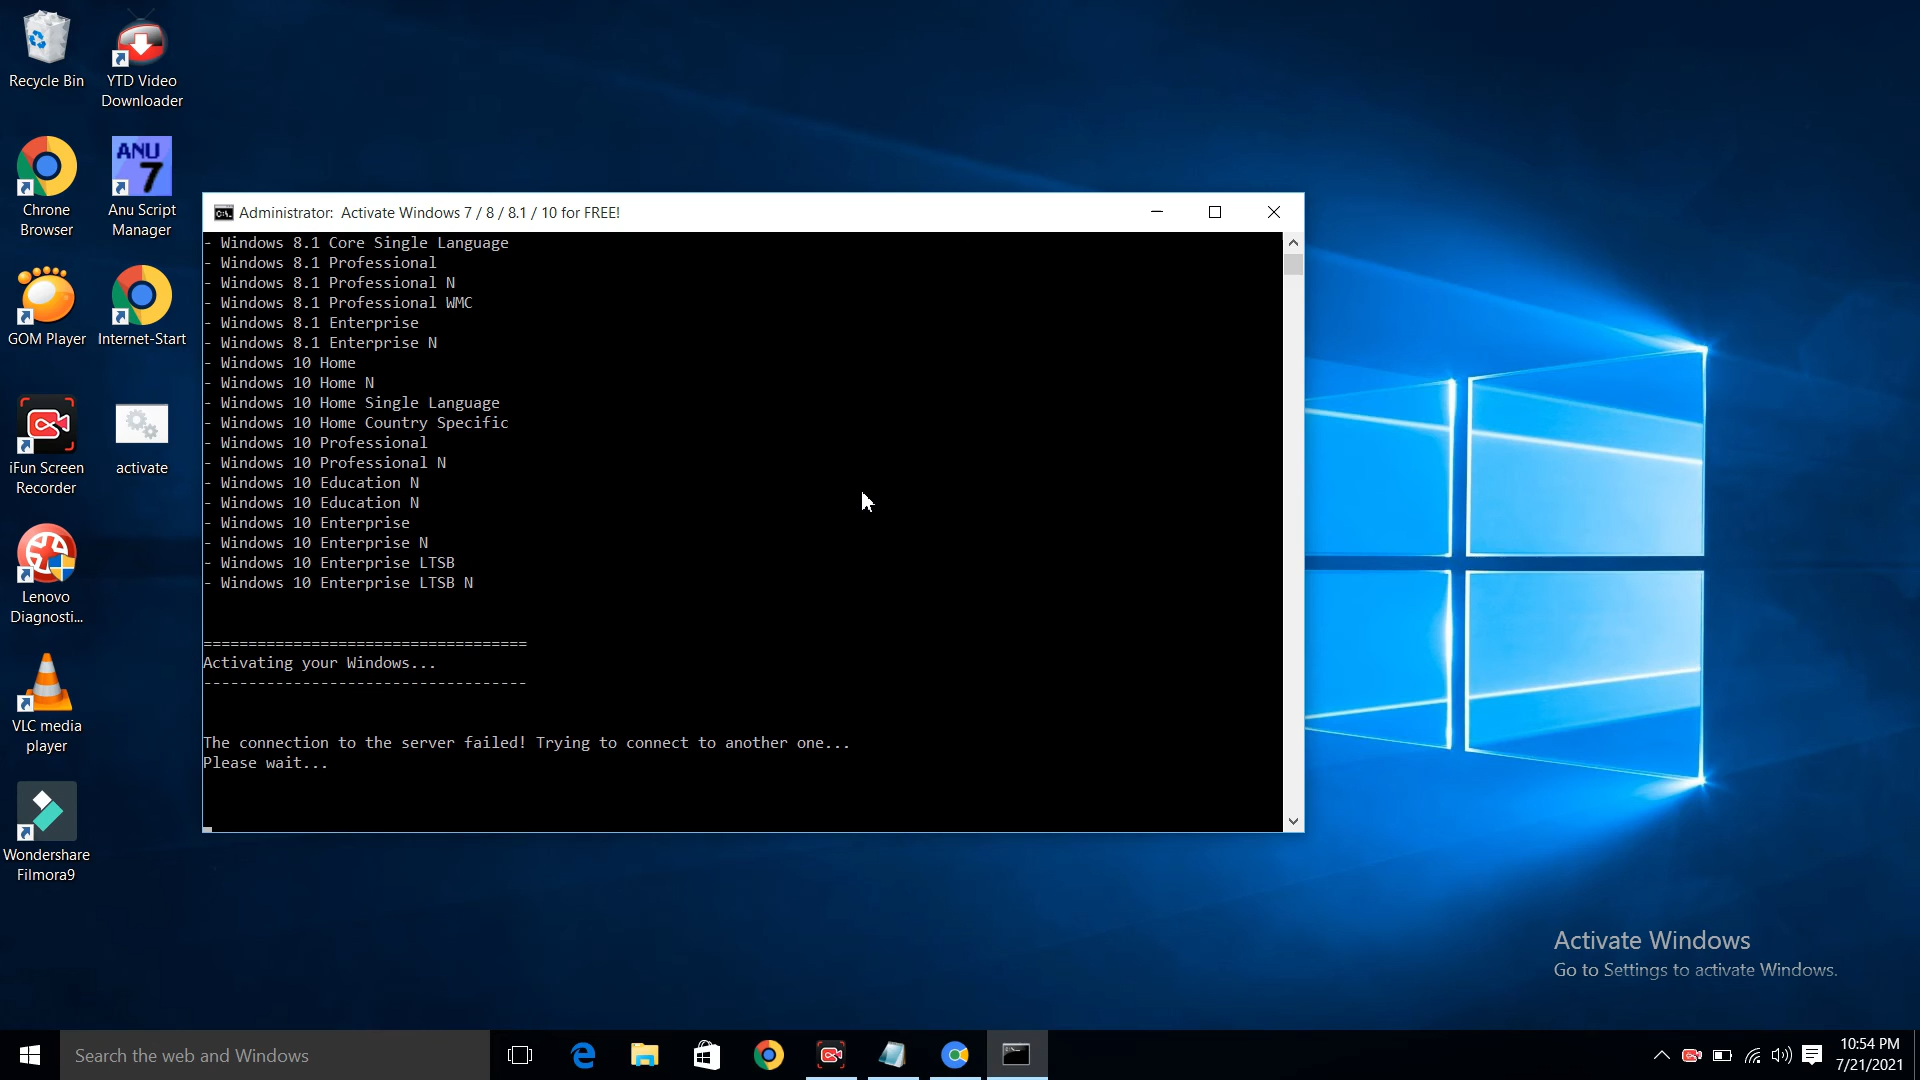 Recycle Bin
YTD Video
Downloader
Chrome
Browser
ANU
7
Anu Script
Manager
GOM Player
Internet-Start
iFun Screen
Recorder
activate
Lenovo
Diagnosti...
VLC media
player
Wondershare
Filmora9
C:\.
Administrator:  Activate Windows 7 / 8 / 8.1 / 10 for FREE!
- Windows 8.1 Core Single Language
- Windows 8.1 Professional
- Windows 8.1 Professional N
- Windows 8.1 Professional WMC
- Windows 8.1 Enterprise
- Windows 8.1 Enterprise N
- Windows 10 Home
- Windows 10 Home N
- Windows 10 Home Single Language
- Windows 10 Home Country Specific
- Windows 10 Professional
- Windows 10 Professional N
- Windows 10 Education N
- Windows 10 Education N
- Windows 10 Enterprise
- Windows 10 Enterprise N
- Windows 10 Enterprise LTSB
- Windows 10 Enterprise LTSB N
====================================
Activating your Windows...
------------------------------------
The connection to the server failed! Trying to connect to another one...
Please wait...
Activate Windows
Go to Settings to activate Windows.
Search the web and Windows
10:54 PM
7/21/2021